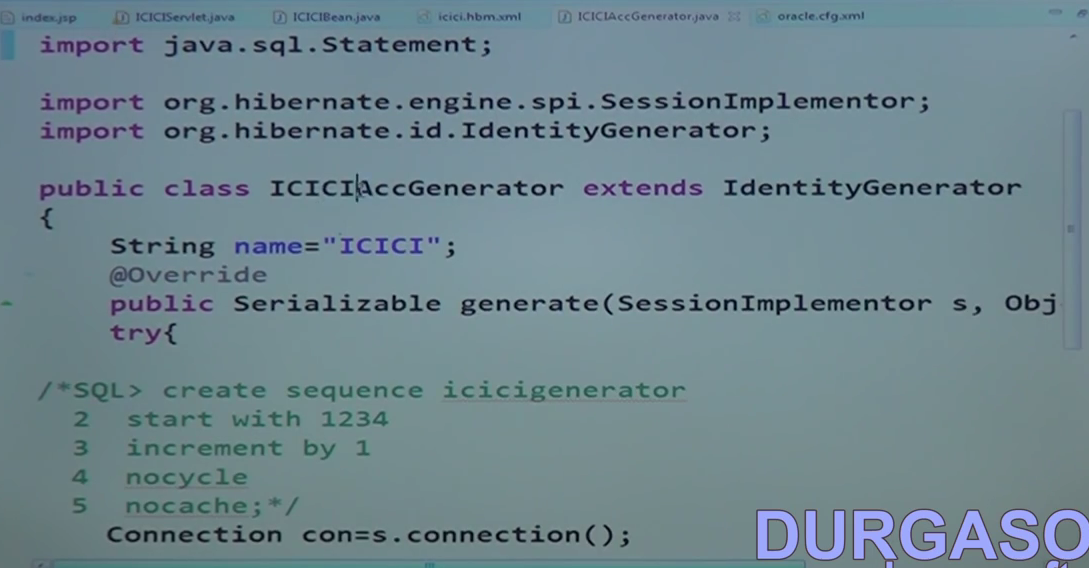 index.jsp ICICIServlet.java ICICIBean.java icici.hbm.xml ICICIAccGenerator.java oracle.cfg.xml
import java.sql.Statement;
import org.hibernate.engine.spi.SessionImplementor;
import org.hibernate.id.IdentityGenerator;
public class ICICIAccGenerator extends IdentityGenerator
{
String name="ICICI";
@Override
public Serializable generate(SessionImplementor s, Obj
try{
/*SQL> create sequence icicigenerator
2 start with 1234
3 increment by 1
4 nocycle
5 nocache;*/
Connection con=s.connection();
DURGASO